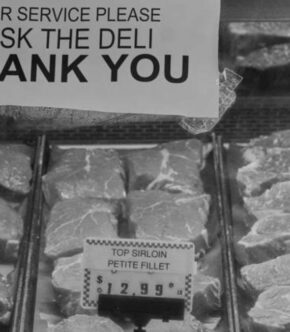 R SERVICE PLEASE
SK THE DELI
ANK YOU
TOP SIRLOIN
PETITE FILLET
$12.99